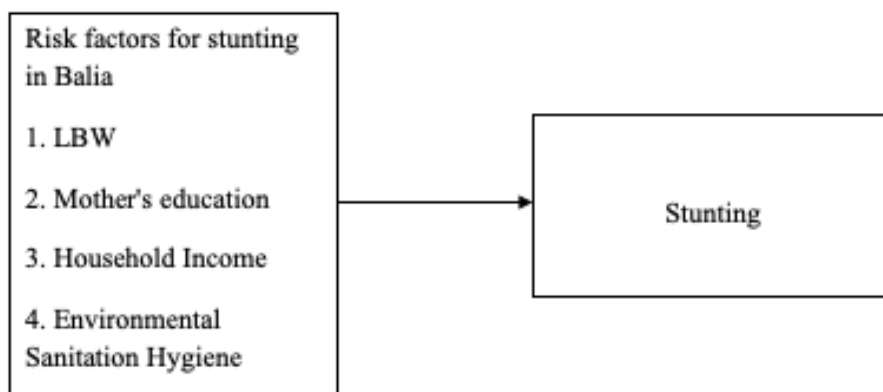 Risk factors for stunting
in Balia
1. LBW
2. Mother's education
3. Household Income
4. Environmental
Sanitation Hygiene
Stunting